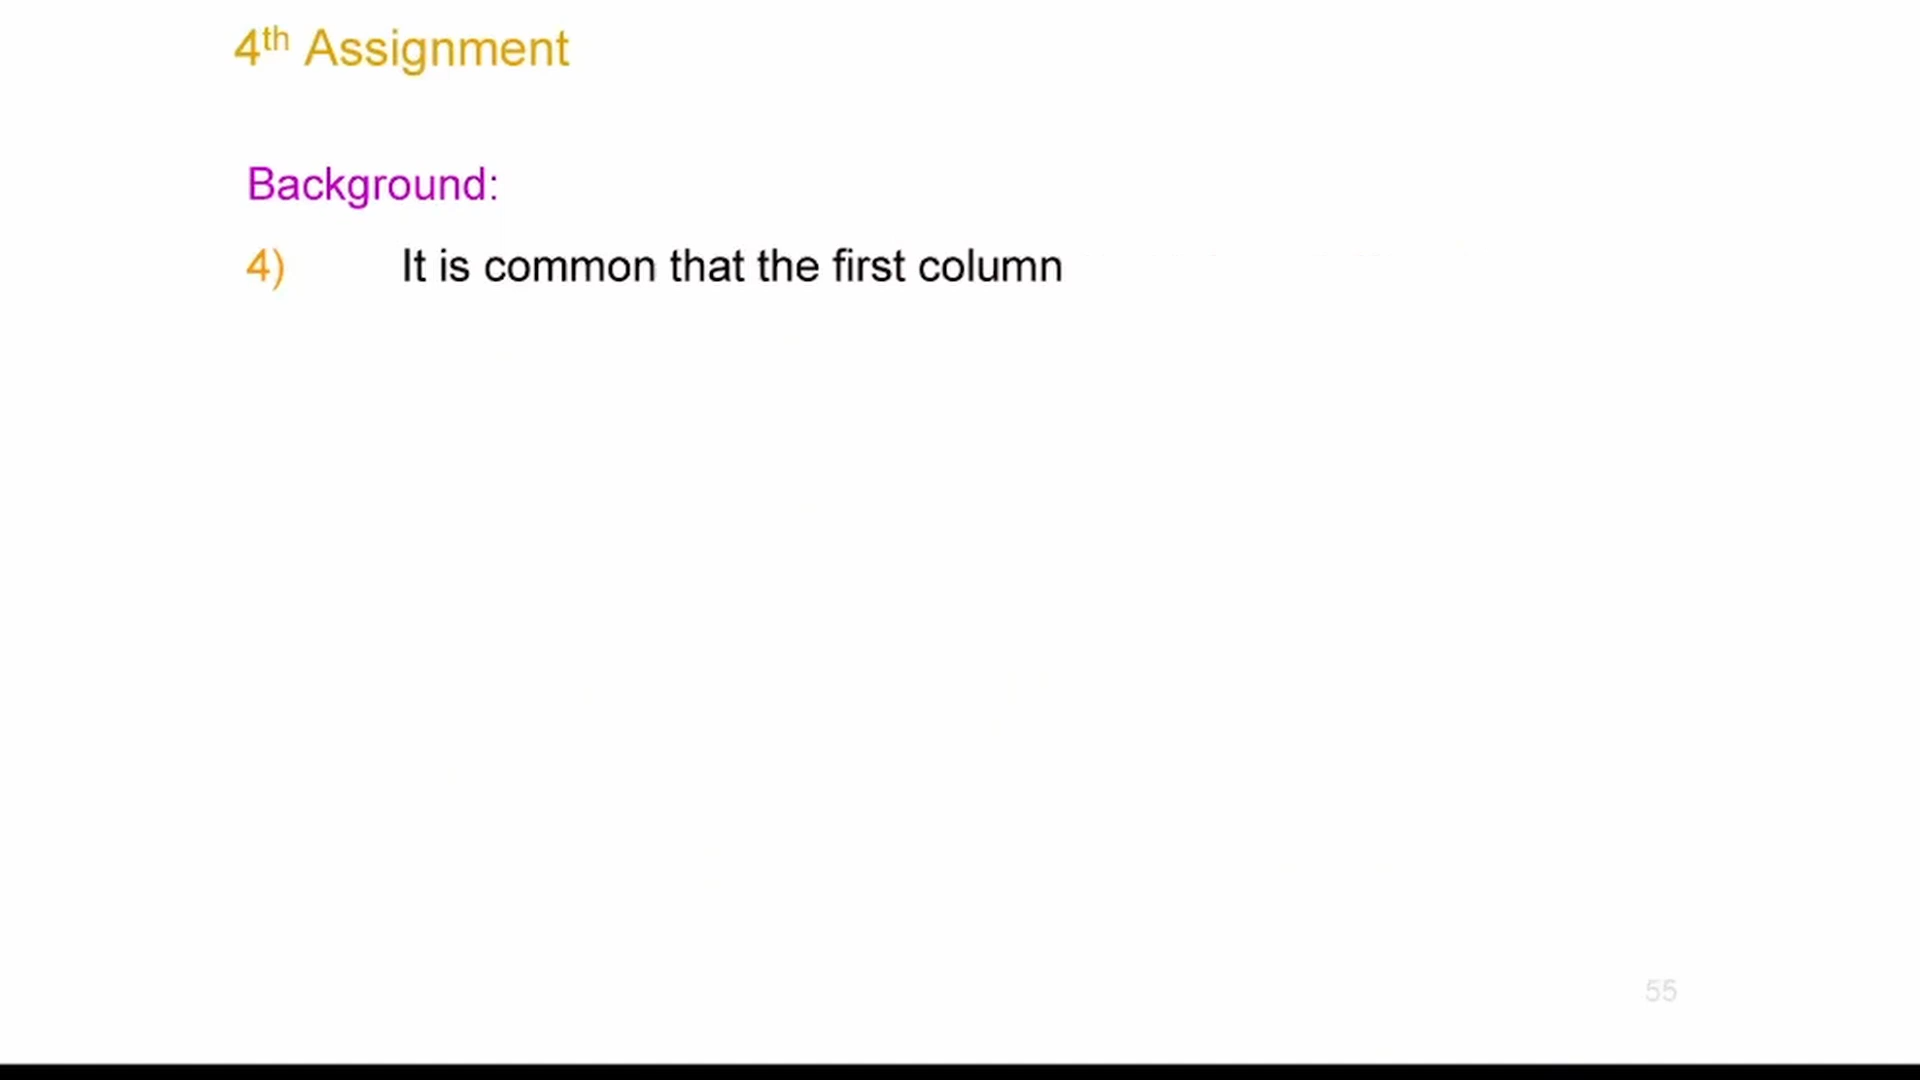 4th Assignment
Background:
4) It is common that the first column
55